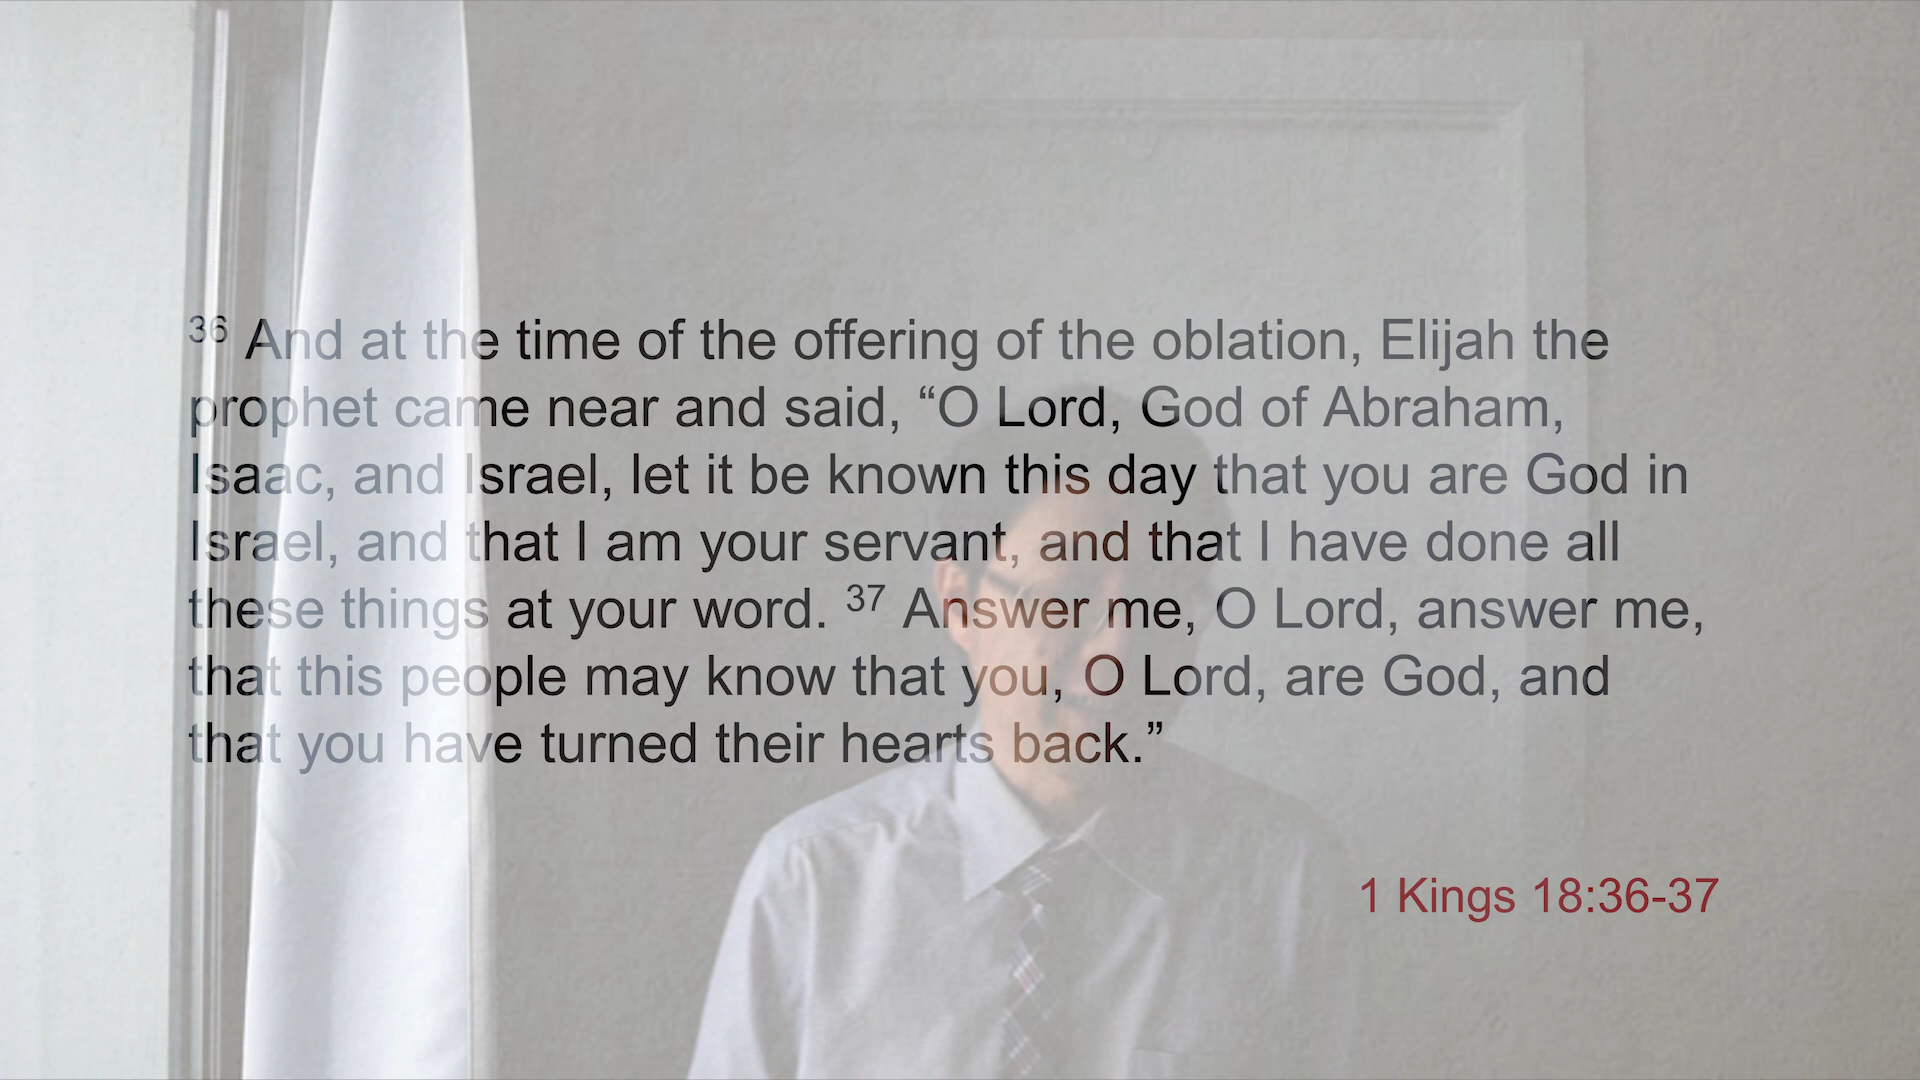 36 And at the time of the offering of the oblation, Elijah the
prophet came near and said, “O Lord, God of Abraham,
Isaac, and Israel, let it be known this day that you are God in
Israel, and that I am your servant, and that I have done all
these things at your word. 37 Answer me, O Lord, answer me,
that this people may know that you, O Lord, are God, and
that you have turned their hearts back.”
1 Kings 18:36-37